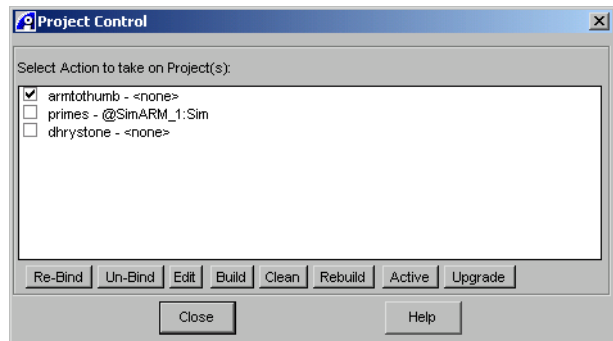 Project Control
Select Action to take on Project(s):
armtothumb - <none>
primes - @SimARM_1:Sim
dhrystone - <none>
Re-Bind Un-Bind Edit Build Clean Rebuild Active Upgrade
Close Help